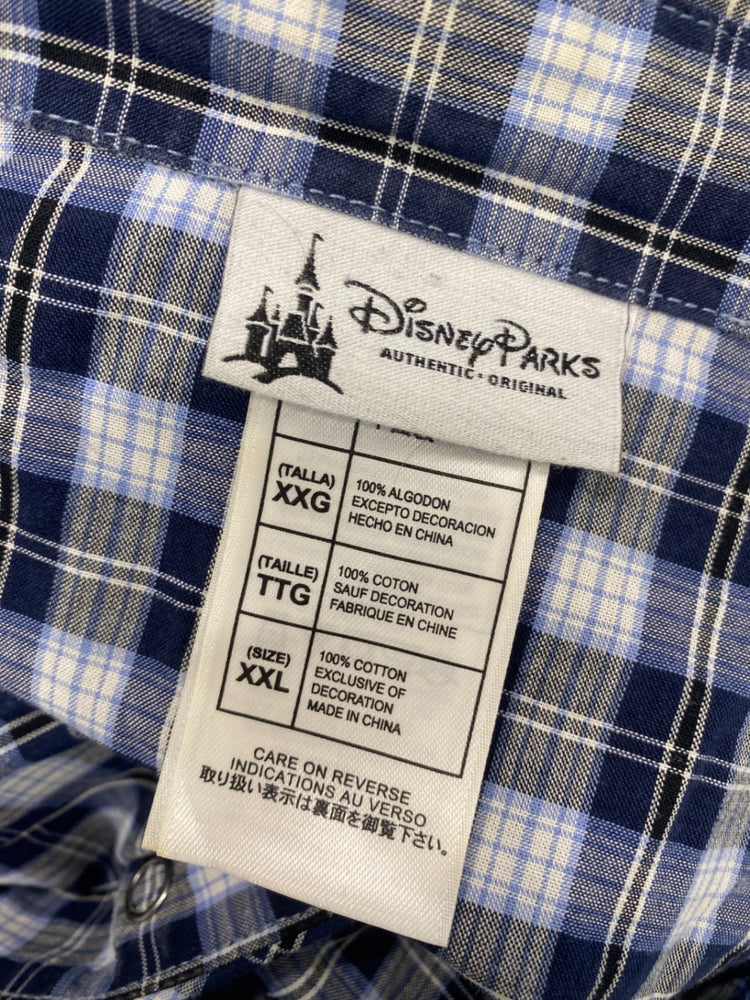 DISNEY PARKS
AUTHENTIC • ORIGINAL
(TALLA)
XXG
100% ALGODON
EXCEPTO DECORACION
HECHO EN CHINA
(TAILLE)
TTG
100% COTON
SAUF DECORATION
FABRIQUE EN CHINE
(SIZE)
XXL
100% COTTON
EXCLUSIVE OF
DECORATION
MADE IN CHINA
CARE ON REVERSE
INDICATIONS AU VERSO
取り扱い表示は裏面を御覧下さい。